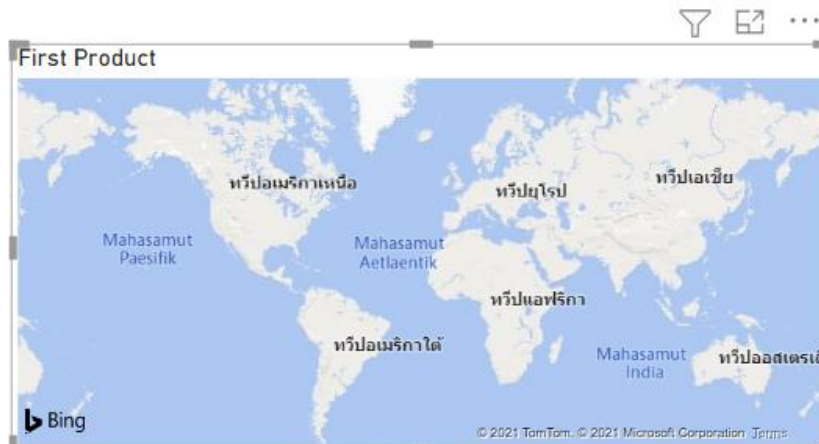 First Product
ทวีปอเมริกาเหนือ
ทวีปยุโรป
ทวีปเอเชีย
Mahasamut
Paesifik
Mahasamut
Aetlaentik
ทวีปแอฟริกา
ทวีปอเมริกาใต้
Mahasamut
India
Bing
© 2021 TomTom, © 2021 Microsoft Corporation Terms